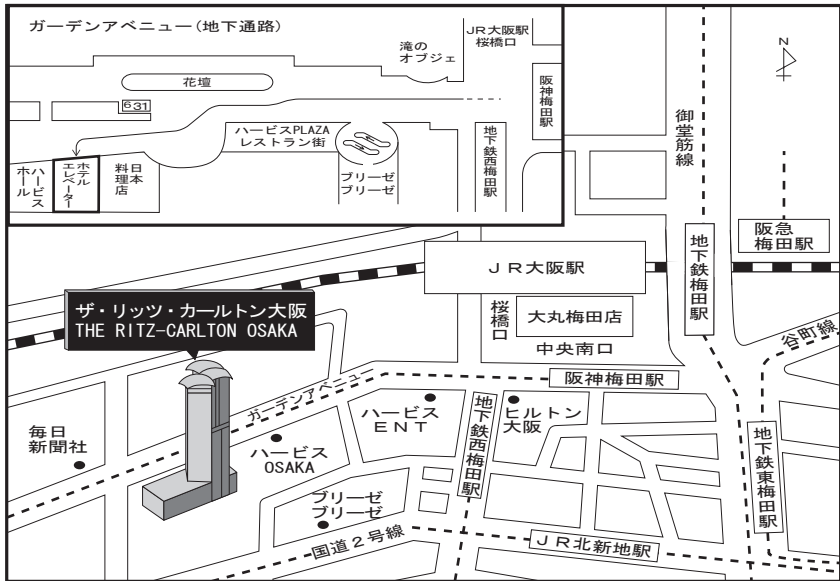 ガーデンアベニュー(地下通路)
JR大阪駅
桜橋口
滝の
オブジェ
花壇
631
阪神梅田駅
ハービスPLAZA
レストラン街
地下鉄西梅田駅
ブリーゼ
ブリーゼ
ハービス
ホール
ホテル
エレベーター
日本
料理店
N
御堂筋線
阪急
梅田駅
地下鉄梅田駅
JR大阪駅
桜橋口
大丸梅田店
中央南口
谷町線
ザ・リッツ・カールトン大阪
THE RITZ-CARLTON OSAKA
阪神梅田駅
ガーデンアベニュー
ハービス
ENT
地下鉄西梅田駅
ヒルトン
大阪
毎日
新聞社
ハービス
OSAKA
地下鉄東梅田駅
ブリーゼ
ブリーゼ
国道2号線
JR北新地駅